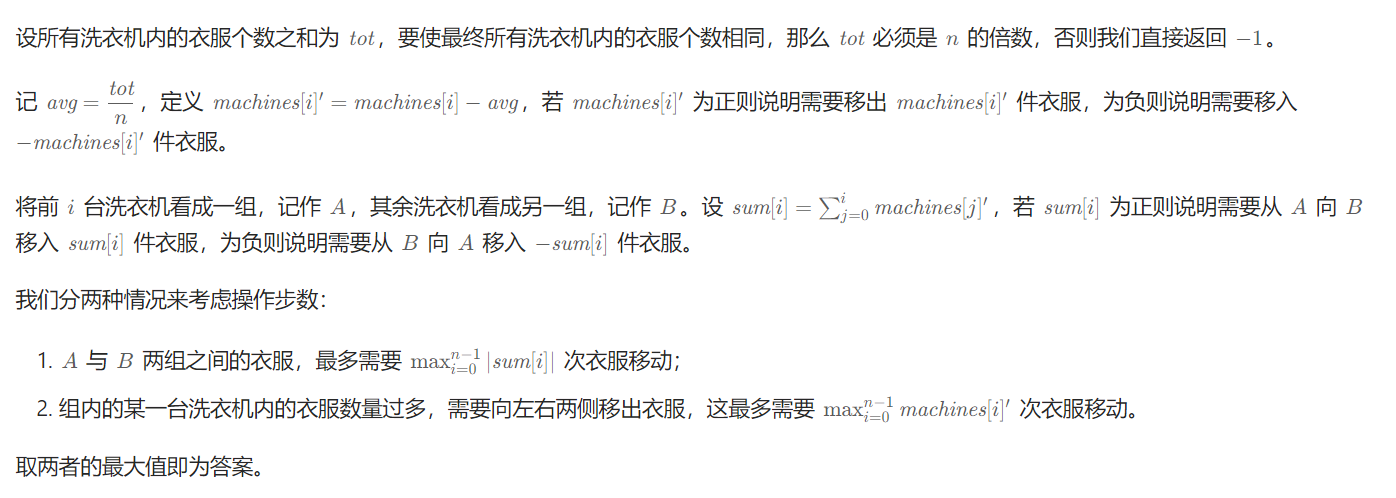 设所有洗衣机内的衣服个数之和为 tot，要使最终所有洗衣机内的衣服个数相同，那么 tot 必须是 n 的倍数，否则我们直接返回 −1。
记 avg = tot/n，定义 machines[i]′ = machines[i] − avg，若 machines[i]′ 为正则说明需要移出 machines[i]′ 件衣服，为负则说明需要移入
−machines[i]′ 件衣服。
将前 i 台洗衣机看成一组，记作 A，其余洗衣机看成另一组，记作 B。设 sum[i] = ∑_{j=0}^{i} machines[j]′，若 sum[i] 为正则说明需要从 A 向 B
移入 sum[i] 件衣服，为负则说明需要从 B 向 A 移入 −sum[i] 件衣服。
我们分两种情况来考虑操作步数：
1. A 与 B 两组之间的衣服，最多需要 max_{i=0}^{n−1} |sum[i]| 次衣服移动；
2. 组内的某一台洗衣机内的衣服数量过多，需要向左右两侧移出衣服，这最多需要 max_{i=0}^{n−1} machines[i]′ 次衣服移动。
取两者的最大值即为答案。